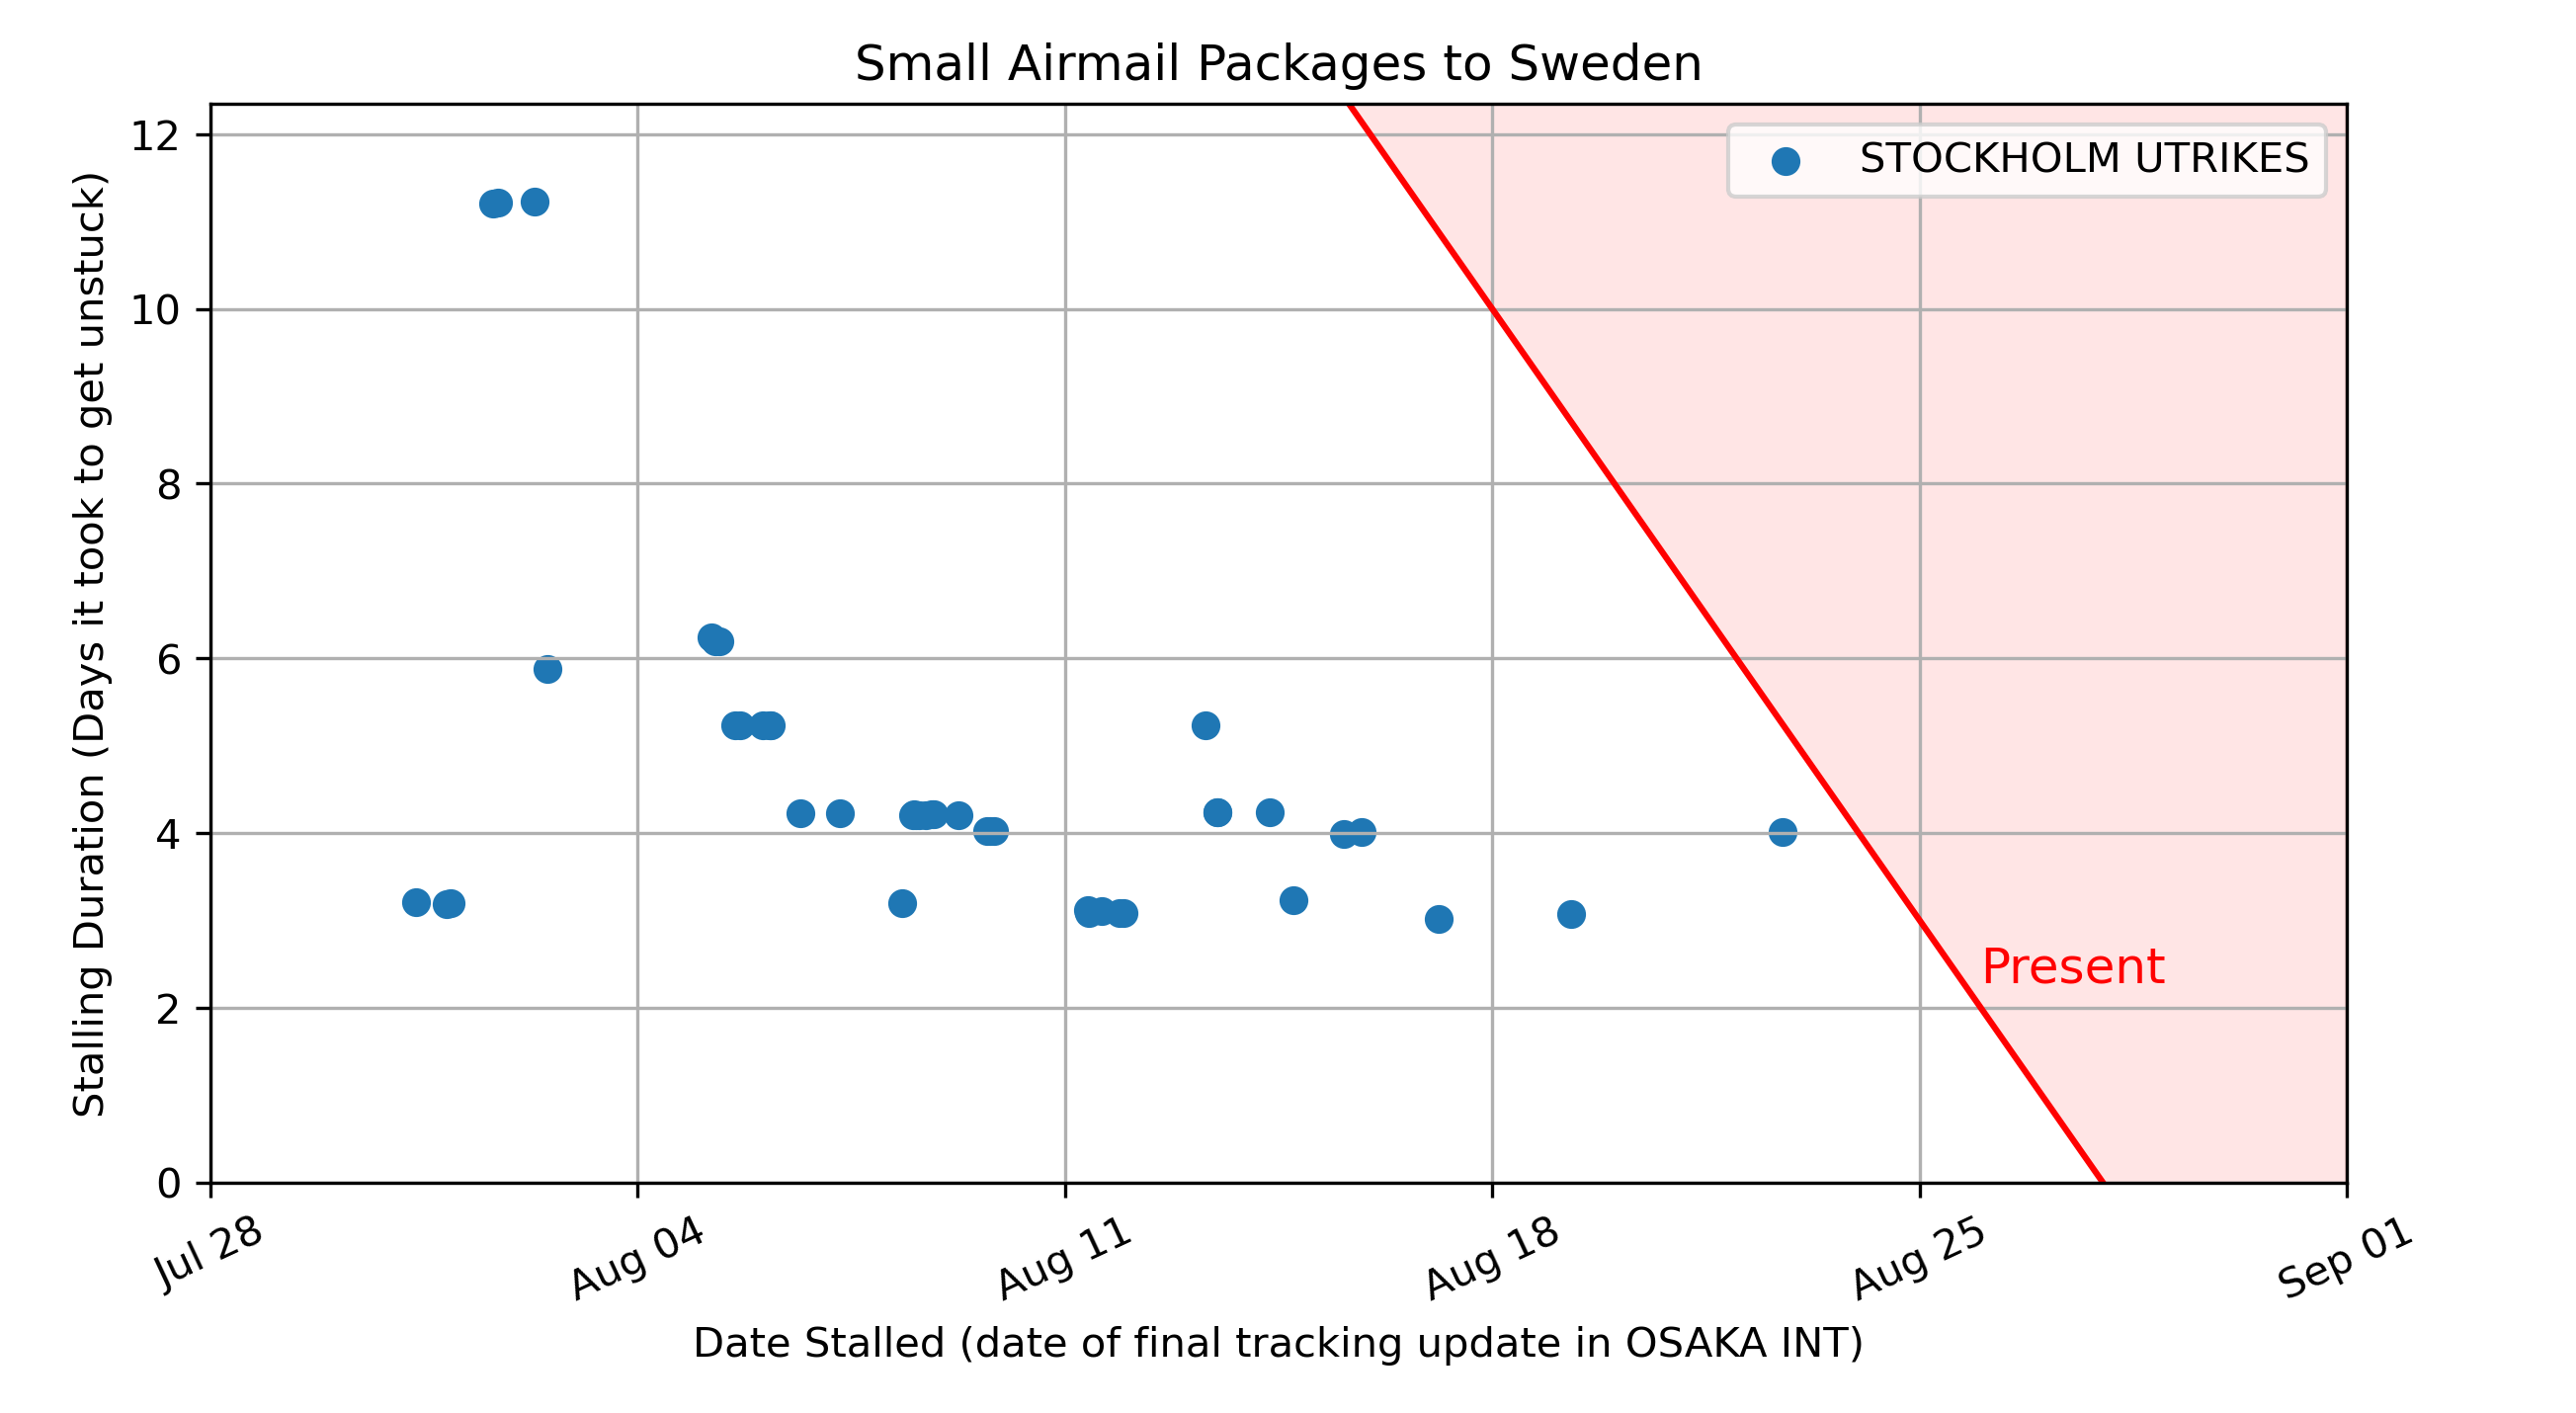 Small Airmail Packages to Sweden
STOCKHOLM UTRIKES
Stalling Duration (Days it took to get unstuck)
12
10
8
6
4
2
0
Present
Jul 28
Aug 04
Aug 11
Aug 18
Aug 25
Sep 01
Date Stalled (date of final tracking update in OSAKA INT)